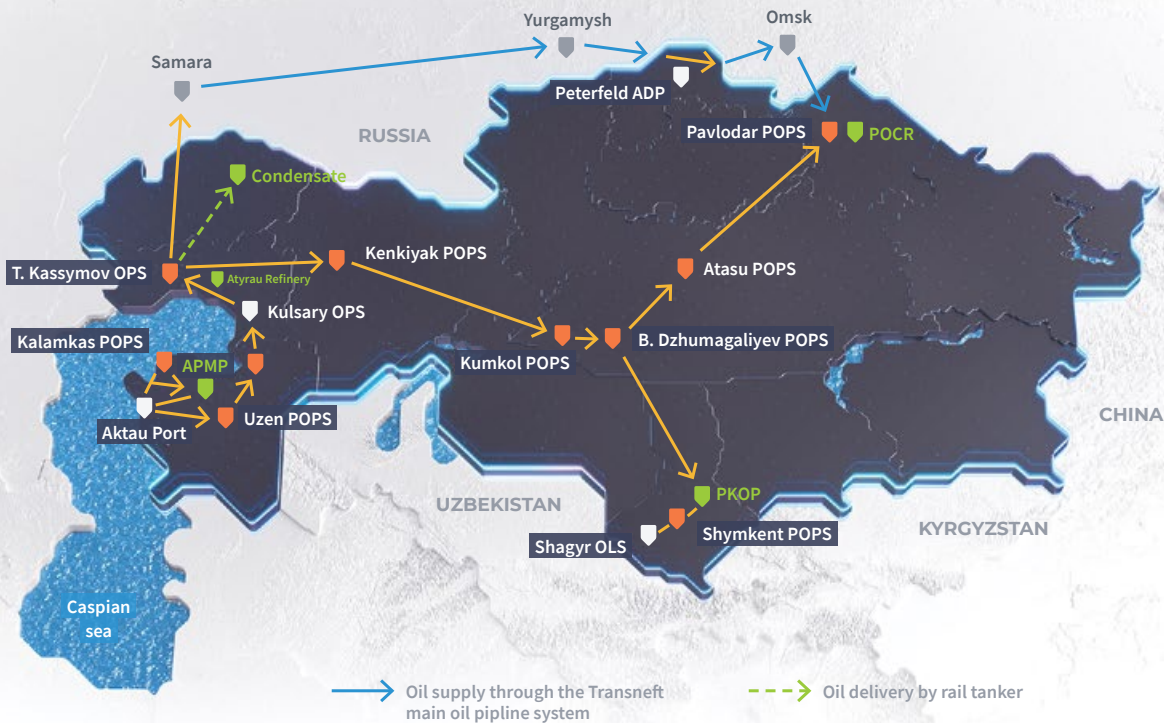 Yurgamysh
Omsk
Samara
Peterfeld ADP
RUSSIA
Pavlodar POPS
POCR
Condensate
Kenkiyak POPS
T. Kassymov OPS
Atyrau Refinery
Atasu POPS
Kulsary OPS
Kalamkas POPS
B. Dzhumagaliyev POPS
APMP
Kumkol POPS
CHINA
Uzen POPS
Aktau Port
PKOP
UZBEKISTAN
KYRGYZSTAN
Shymkent POPS
Shagyr OLS
Caspian
sea
Oil supply through the Transneft
main oil pipline system
Oil delivery by rail tanker